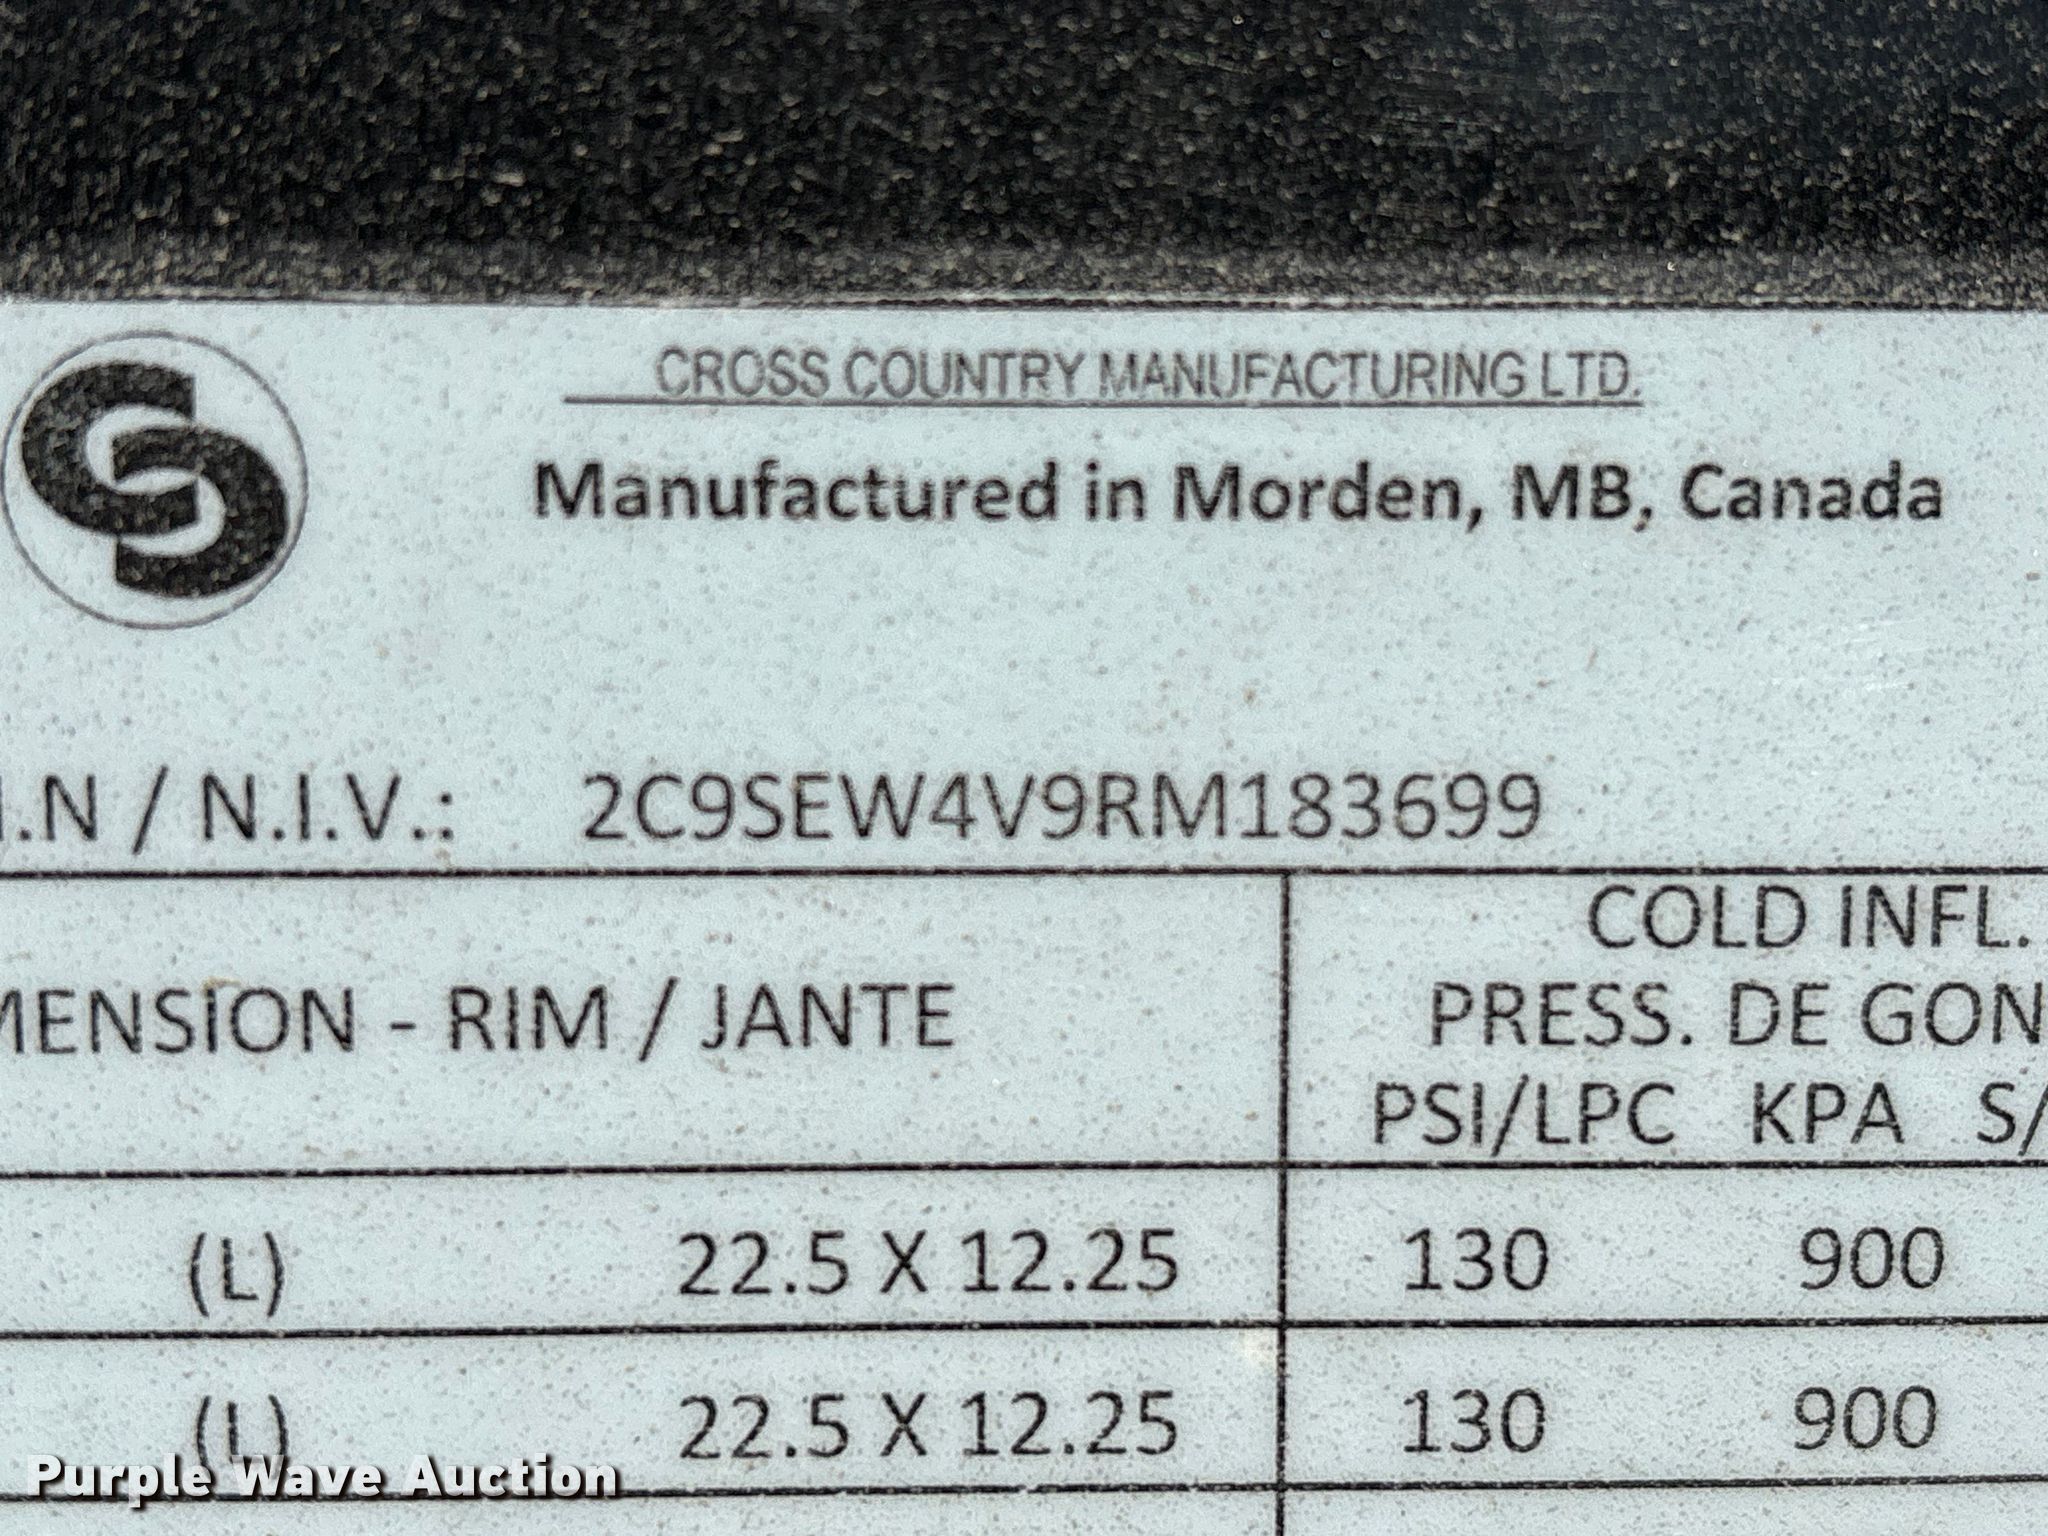 CROSS COUNTRY MANUFACTURING LTD.
Manufactured in Morden, MB, Canada
I.N / N.I.V.: 2C9SEW4V9RM183699
MENSION - RIM / JANTE
COLD INFL.
PRESS. DE GON
PSI/LPC KPA S/
(L) 22.5 X 12.25 130 900
(L) 22.5 X 12.25 130 900
Purple Wave Auction